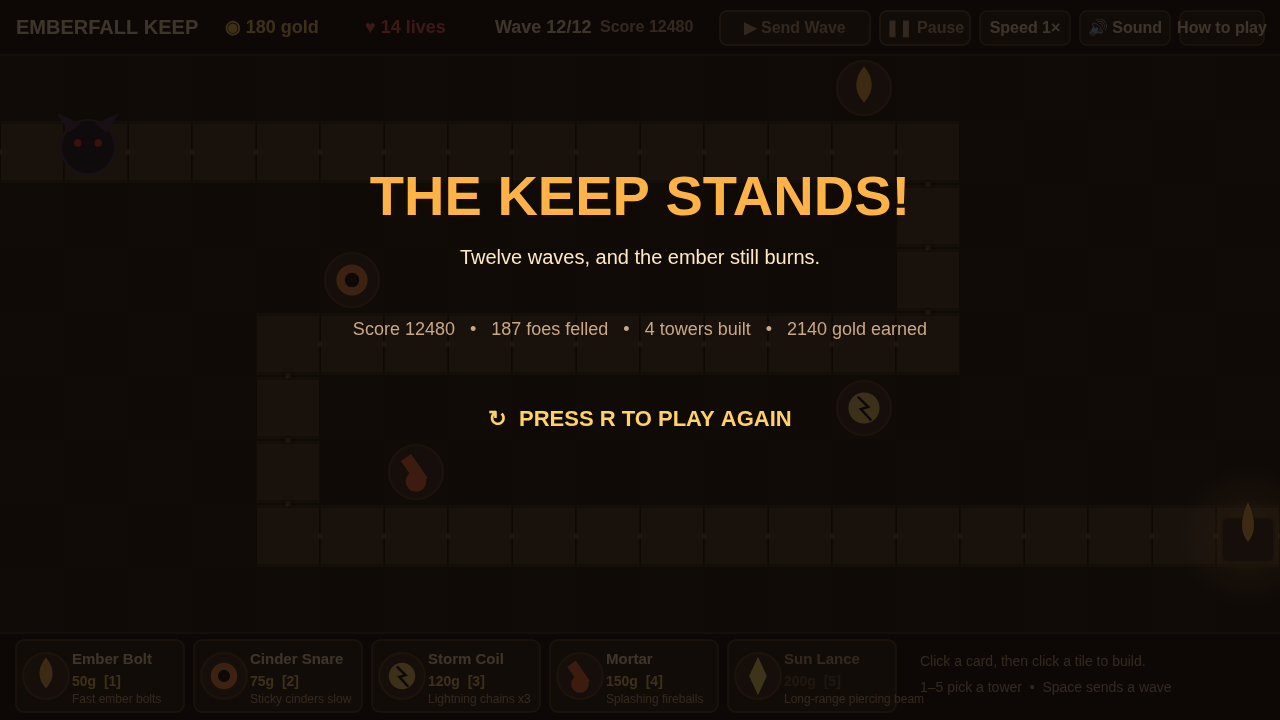 EMBERFALL KEEP ◉ 180 gold ♥ 14 lives Wave 12/12 Score 12480 ▶ Send Wave ❚❚ Pause Speed 1× 🔊 Sound How to play
THE KEEP STANDS!
Twelve waves, and the ember still burns.
Score 12480 • 187 foes felled • 4 towers built • 2140 gold earned
↻ PRESS R TO PLAY AGAIN
Ember Bolt
50g [1]
Fast ember bolts
Cinder Snare
75g [2]
Sticky cinders slow
Storm Coil
120g [3]
Lightning chains x3
Mortar
150g [4]
Splashing fireballs
Sun Lance
200g [5]
Long-range piercing beam
Click a card, then click a tile to build.
1–5 pick a tower • Space sends a wave